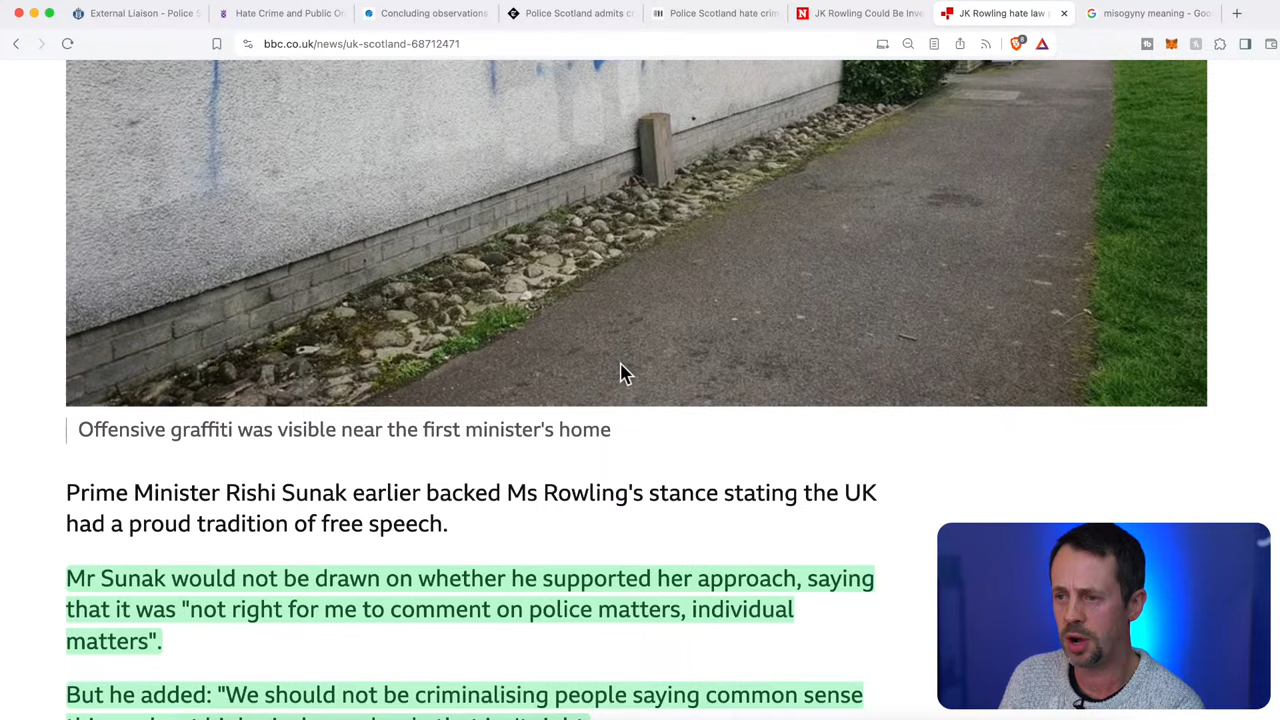 External Liaison - Police S
Hate Crime and Public Or
Concluding observations
Police Scotland admits cr
Police Scotland hate crim
JK Rowling Could Be Inve
JK Rowling hate law p
misogyny meaning - Goo
bbc.co.uk/news/uk-scotland-68712471
Offensive graffiti was visible near the first minister's home
Prime Minister Rishi Sunak earlier backed Ms Rowling's stance stating the UK
had a proud tradition of free speech.
Mr Sunak would not be drawn on whether he supported her approach, saying
that it was "not right for me to comment on police matters, individual
matters".
But he added: "We should not be criminalising people saying common sense